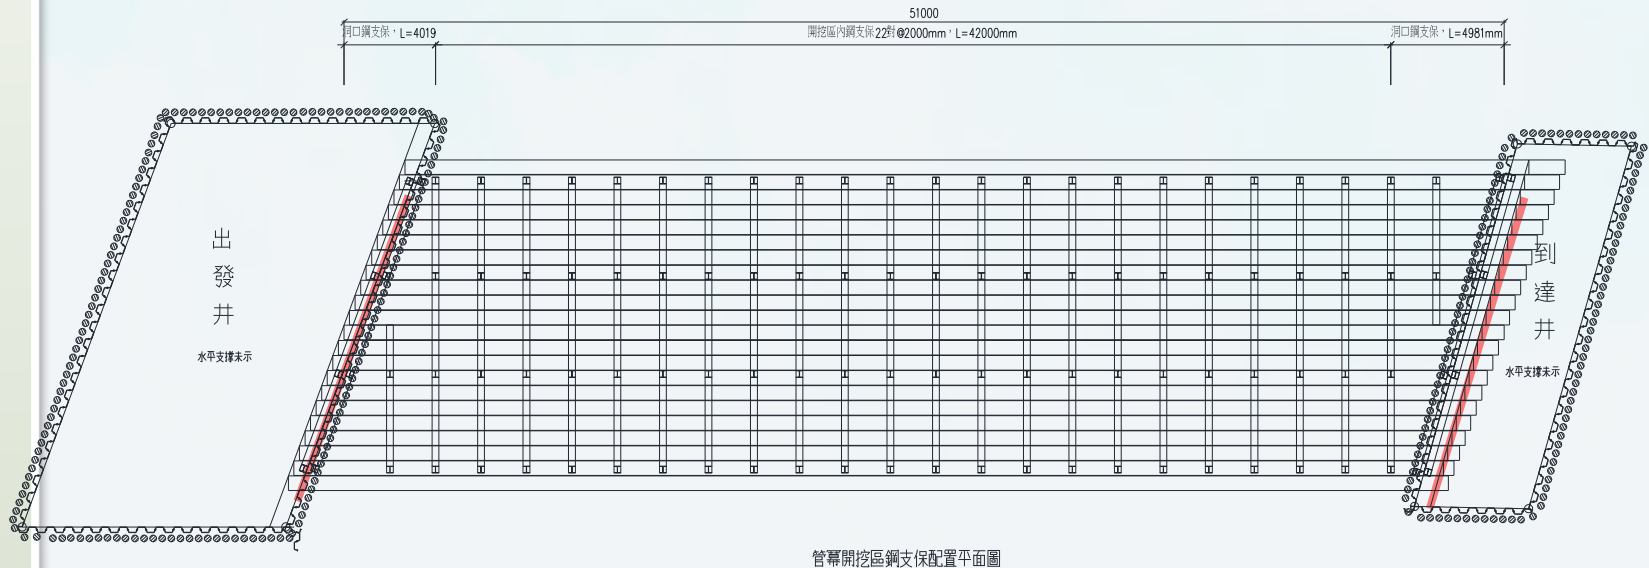 51000
洞口鋼支保，L=4019
開挖區內鋼支保22對@2000mm，L=42000mm
洞口鋼支保，L=4981mm
出發井
水平支撐未示
到達井
水平支撐未示
管幕開挖區鋼支保配置平面圖